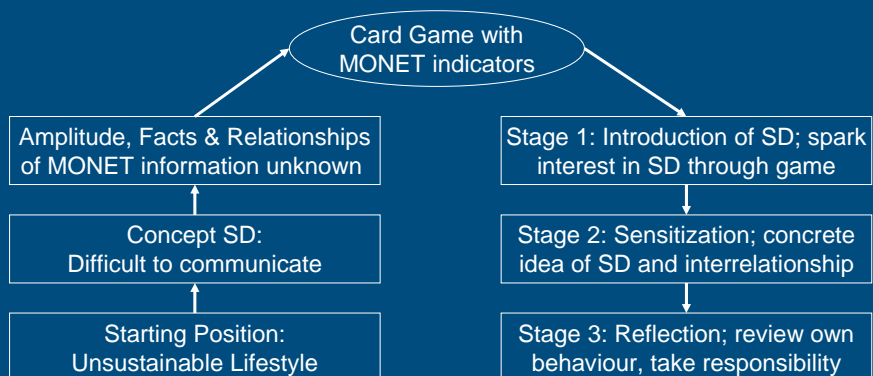 Card Game with
MONET indicators
Amplitude, Facts & Relationships
of MONET information unknown
Concept SD:
Difficult to communicate
Starting Position:
Unsustainable Lifestyle
Stage 1: Introduction of SD; spark
interest in SD through game
Stage 2: Sensitization; concrete
idea of SD and interrelationship
Stage 3: Reflection; review own
behaviour, take responsibility